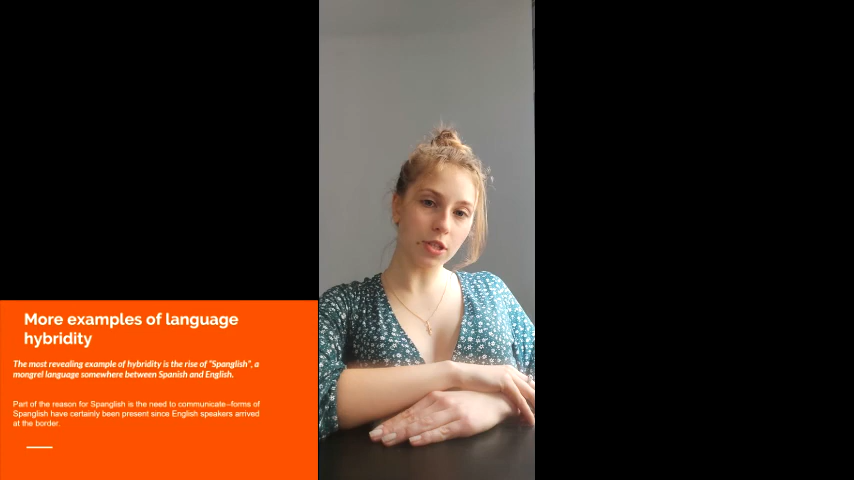 More examples of language
hybridity
The most revealing example of hybridity is the rise of "Spanglish", a
mongrel language somewhere between Spanish and English.
Part of the reason for Spanglish is the need to communicate–forms of
Spanglish have certainly been present since English speakers arrived
at the border.